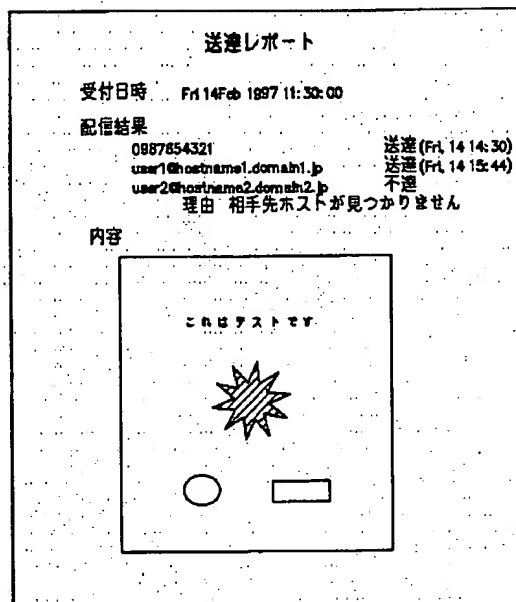 送達レポート
受付日時 Fri 14Feb 1997 11:30:00
配信結果
0987654321 送達(Fri, 14 14:30)
user1@hostname1.domain1.jp 送達(Fri, 14 15:44)
user2@hostname2.domain2.jp 不達
理由 相手先ホストが見つかりません
内容
これはテストです